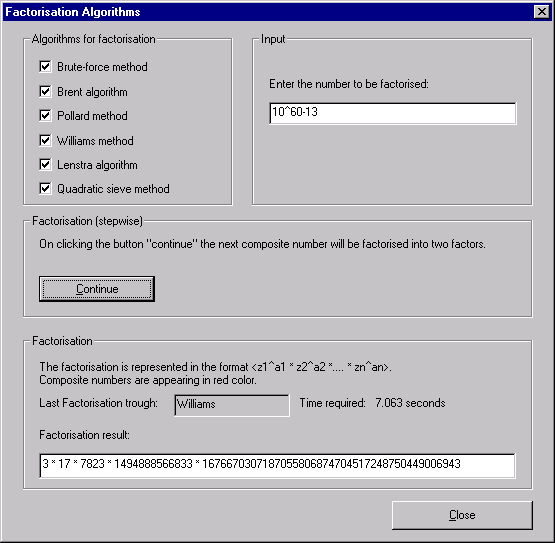 Factorisation Algorithms
Algorithms for factorisation
Brute-force method
Brent algorithm
Pollard method
Williams method
Lenstra algorithm
Quadratic sieve method
Input
Enter the number to be factorised:
10^60-13
Factorisation (stepwise)
On clicking the button "continue" the next composite number will be factorised into two factors.
Continue
Factorisation
The factorisation is represented in the format <z1^a1 * z2^a2 *.... * zn^an>.
Composite numbers are appearing in red color.
Last Factorisation trough: Williams Time required: 7.063 seconds
Factorisation result:
3 * 17 * 7823 * 1494888566833 * 1676670307187055806874704517248750449006943
Close